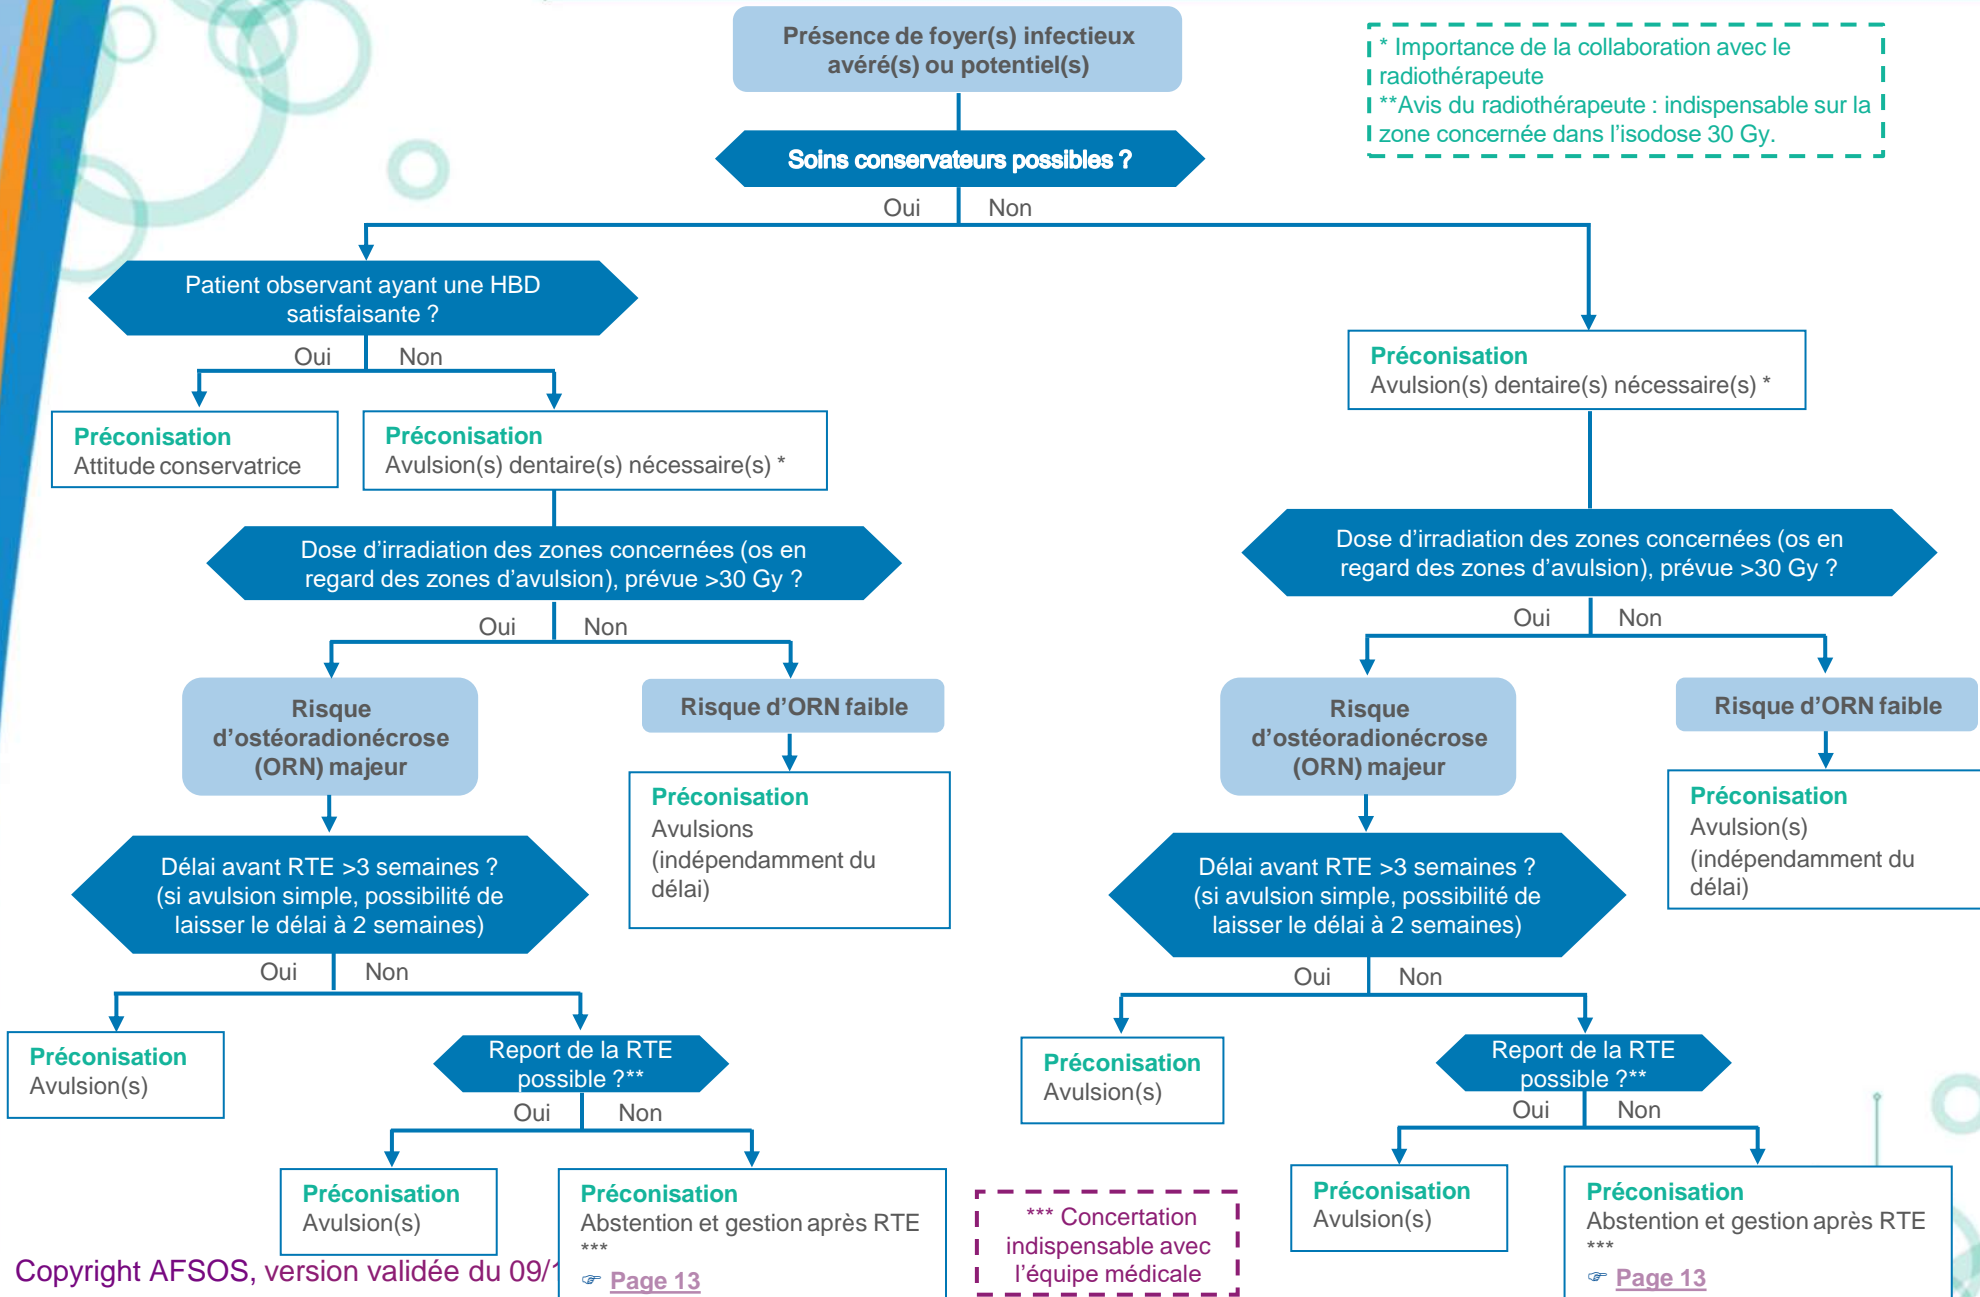 Présence de foyer(s) infectieux
avéré(s) ou potentiel(s)
* Importance de la collaboration avec le
radiothérapeute
**Avis du radiothérapeute : indispensable sur la
zone concernée dans l'isodose 30 Gy.
Soins conservateurs possibles ?
Oui
Non
Patient observant ayant une HBD
satisfaisante ?
Oui
Non
Préconisation
Attitude conservatrice
Préconisation
Avulsion(s) dentaire(s) nécessaire(s) *
Dose d'irradiation des zones concernées (os en
regard des zones d'avulsion), prévue >30 Gy ?
Oui
Non
Risque
d'ostéoradionécrose
(ORN) majeur
Risque d'ORN faible
Préconisation
Avulsions
(indépendamment du
délai)
Délai avant RTE >3 semaines ?
(si avulsion simple, possibilité de
laisser le délai à 2 semaines)
Oui
Non
Préconisation
Avulsion(s)
Report de la RTE
possible ?**
Oui
Non
Préconisation
Avulsion(s)
Préconisation
Abstention et gestion après RTE
***
☞ Page 13
Préconisation
Avulsion(s) dentaire(s) nécessaire(s) *
Dose d'irradiation des zones concernées (os en
regard des zones d'avulsion), prévue >30 Gy ?
Oui
Non
Risque
d'ostéoradionécrose
(ORN) majeur
Risque d'ORN faible
Préconisation
Avulsion(s)
(indépendamment du
délai)
Délai avant RTE >3 semaines ?
(si avulsion simple, possibilité de
laisser le délai à 2 semaines)
Oui
Non
Préconisation
Avulsion(s)
Report de la RTE
possible ?**
Oui
Non
Préconisation
Avulsion(s)
Préconisation
Abstention et gestion après RTE
***
☞ Page 13
*** Concertation
indispensable avec
l'équipe médicale
Copyright AFSOS, version validée du 09/